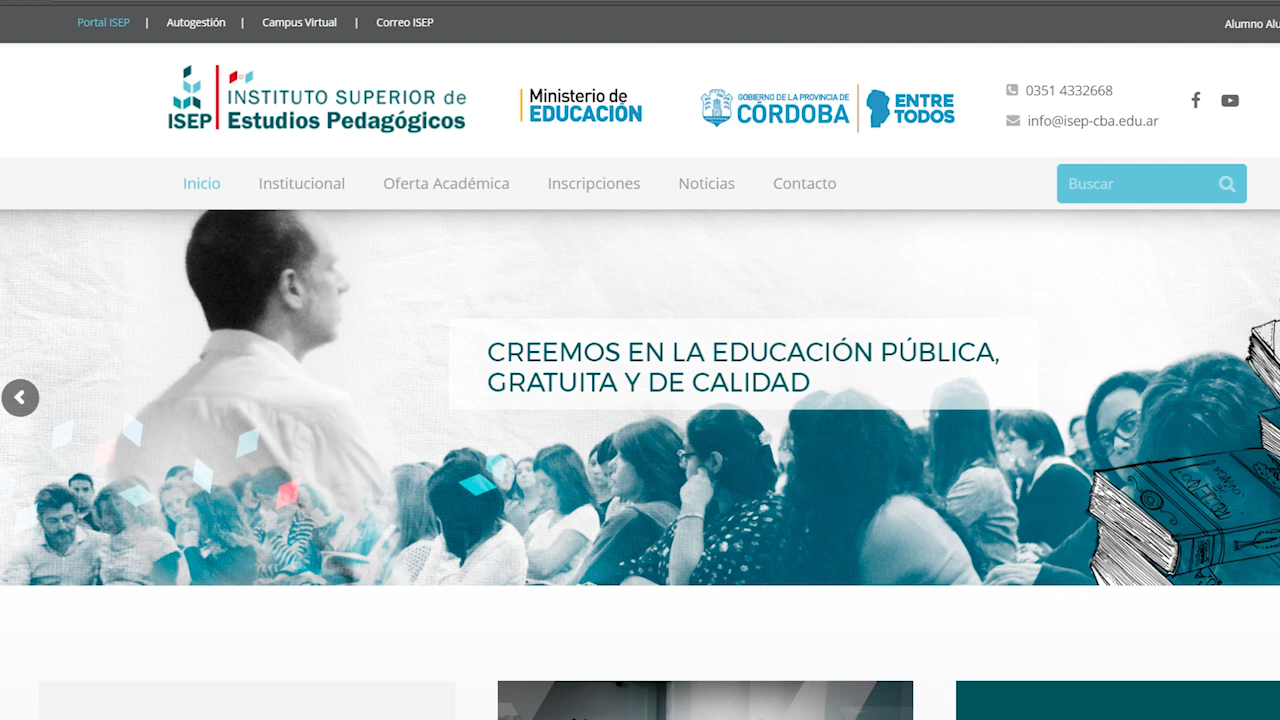 Portal ISEP | Autogestión | Campus Virtual | Correo ISEP
Alumno Alu
ISEP
INSTITUTO SUPERIOR de
Estudios Pedagógicos
Ministerio de
EDUCACIÓN
GOBIERNO DE LA PROVINCIA DE
CÓRDOBA
ENTRE
TODOS
0351 4332668
info@isep-cba.edu.ar
Inicio
Institucional
Oferta Académica
Inscripciones
Noticias
Contacto
Buscar
CREEMOS EN LA EDUCACIÓN PÚBLICA,
GRATUITA Y DE CALIDAD